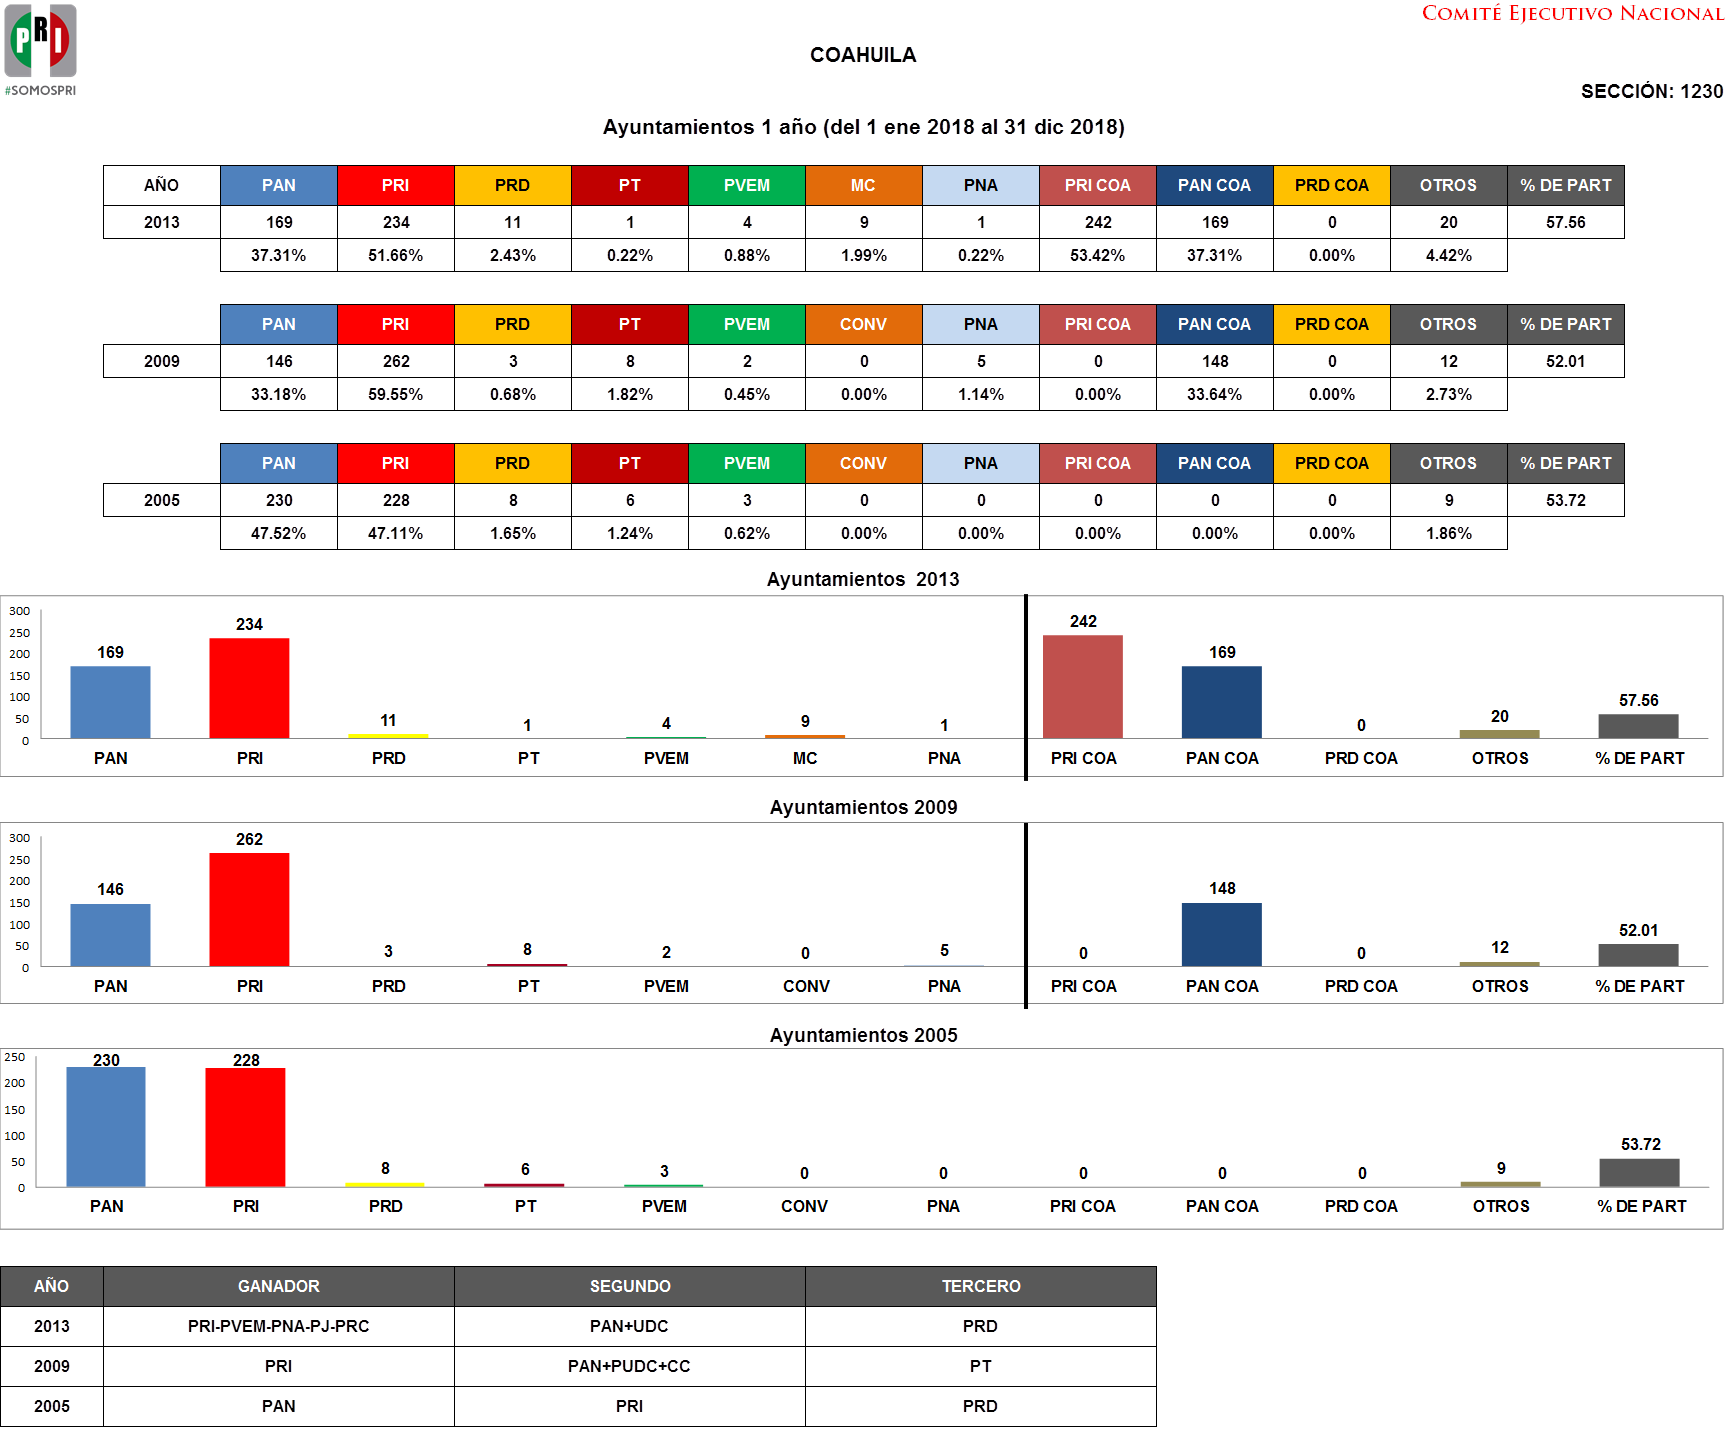 PRI
#SOMOSPRI
COMITÉ EJECUTIVO NACIONAL
COAHUILA
SECCIÓN: 1230
Ayuntamientos 1 año (del 1 ene 2018 al 31 dic 2018)
AÑO PAN PRI PRD PT PVEM MC PNA PRI COA PAN COA PRD COA OTROS % DE PART
2013 169 234 11 1 4 9 1 242 169 0 20 57.56
37.31% 51.66% 2.43% 0.22% 0.88% 1.99% 0.22% 53.42% 37.31% 0.00% 4.42%
PAN PRI PRD PT PVEM CONV PNA PRI COA PAN COA PRD COA OTROS % DE PART
2009 146 262 3 8 2 0 5 0 148 0 12 52.01
33.18% 59.55% 0.68% 1.82% 0.45% 0.00% 1.14% 0.00% 33.64% 0.00% 2.73%
PAN PRI PRD PT PVEM CONV PNA PRI COA PAN COA PRD COA OTROS % DE PART
2005 230 228 8 6 3 0 0 0 0 0 9 53.72
47.52% 47.11% 1.65% 1.24% 0.62% 0.00% 0.00% 0.00% 0.00% 0.00% 1.86%
Ayuntamientos 2013
300
250
200
150
100
50
0
169 234 11 1 4 9 1 242 169 0 20 57.56
PAN PRI PRD PT PVEM MC PNA PRI COA PAN COA PRD COA OTROS % DE PART
Ayuntamientos 2009
300
250
200
150
100
50
0
146 262 3 8 2 0 5 0 148 0 12 52.01
PAN PRI PRD PT PVEM CONV PNA PRI COA PAN COA PRD COA OTROS % DE PART
Ayuntamientos 2005
250
200
150
100
50
0
230 228 8 6 3 0 0 0 0 0 9 53.72
PAN PRI PRD PT PVEM CONV PNA PRI COA PAN COA PRD COA OTROS % DE PART
AÑO GANADOR SEGUNDO TERCERO
2013 PRI-PVEM-PNA-PJ-PRC PAN+UDC PRD
2009 PRI PAN+PUDC+CC PT
2005 PAN PRI PRD